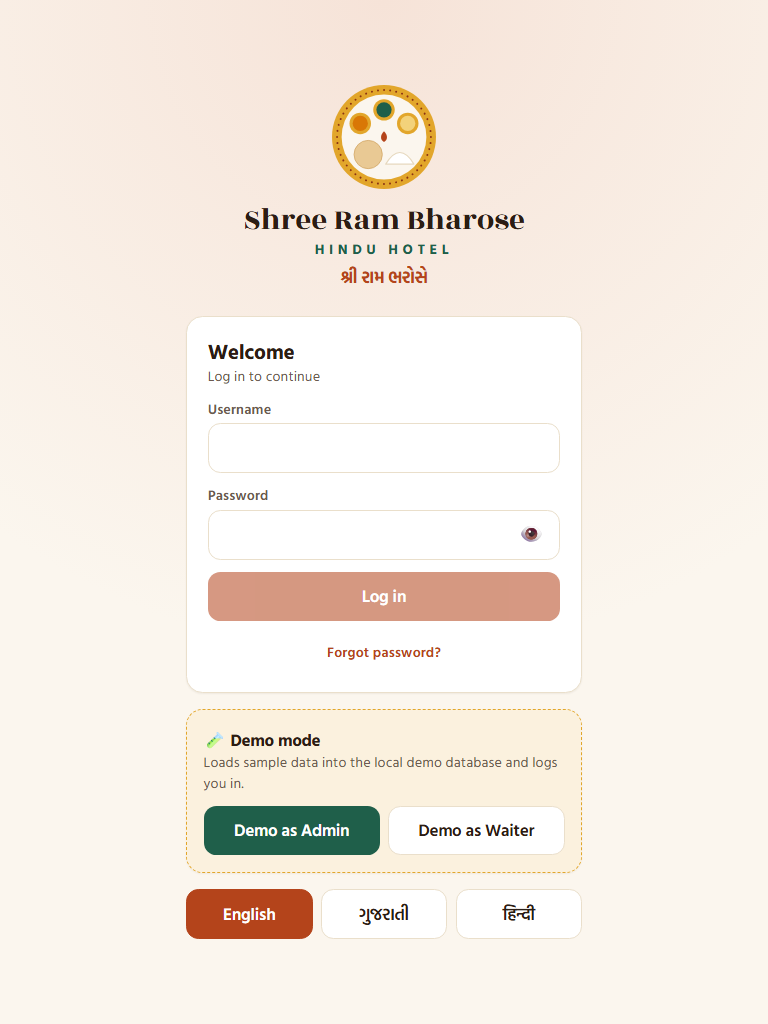 Shree Ram Bharose
HINDU HOTEL
શ્રી રામ ભરોસે
Welcome
Log in to continue
Username
Password
Log in
Forgot password?
Demo mode
Loads sample data into the local demo database and logs
you in.
Demo as Admin
Demo as Waiter
English
ગુજરાતી
हिन्दी